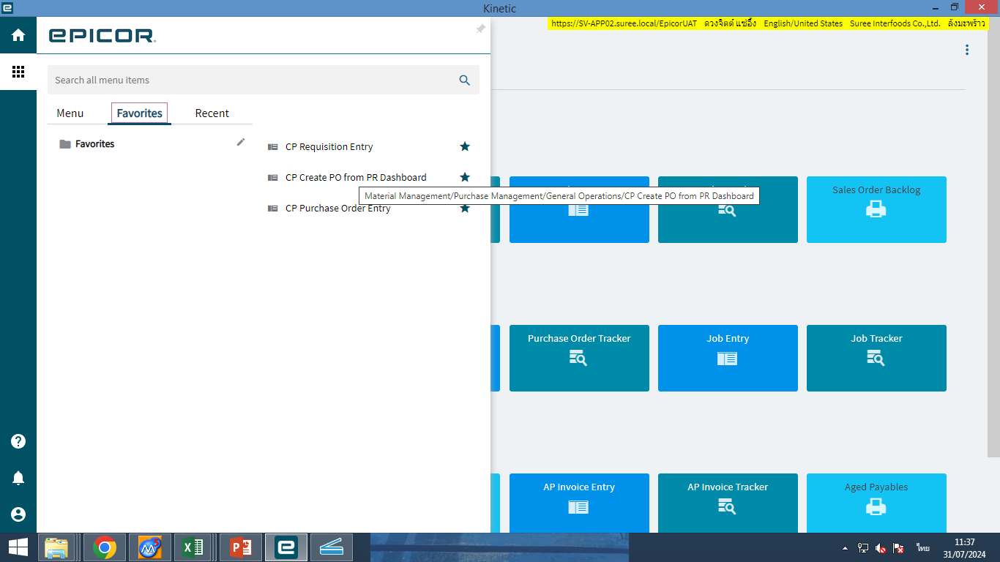 Kinetic
https://SV-APP02.suree.local/EpicorUAT ดวงจิตต์ แซ่อึ้ง English/United States Suree Interfoods Co.,Ltd. ล้งมะพร้าว
EPICOR
Search all menu items
Menu Favorites Recent
Favorites
CP Requisition Entry
CP Create PO from PR Dashboard
Material Management/Purchase Management/General Operations/CP Create PO from PR Dashboard
CP Purchase Order Entry
Sales Order Backlog
Purchase Order Tracker
Job Entry
Job Tracker
AP Invoice Entry
AP Invoice Tracker
Aged Payables
ไทย
11:37
31/07/2024